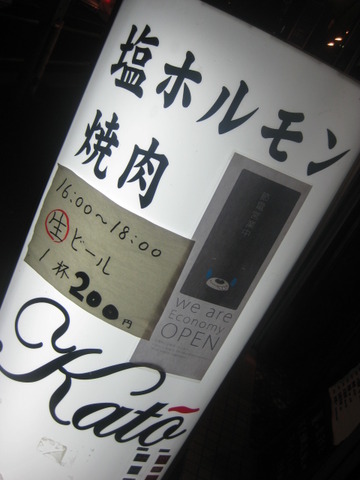 塩ホルモン
焼肉
16:00〜18:00
生ビール
1杯200円
we are
Economy
OPEN
Kato